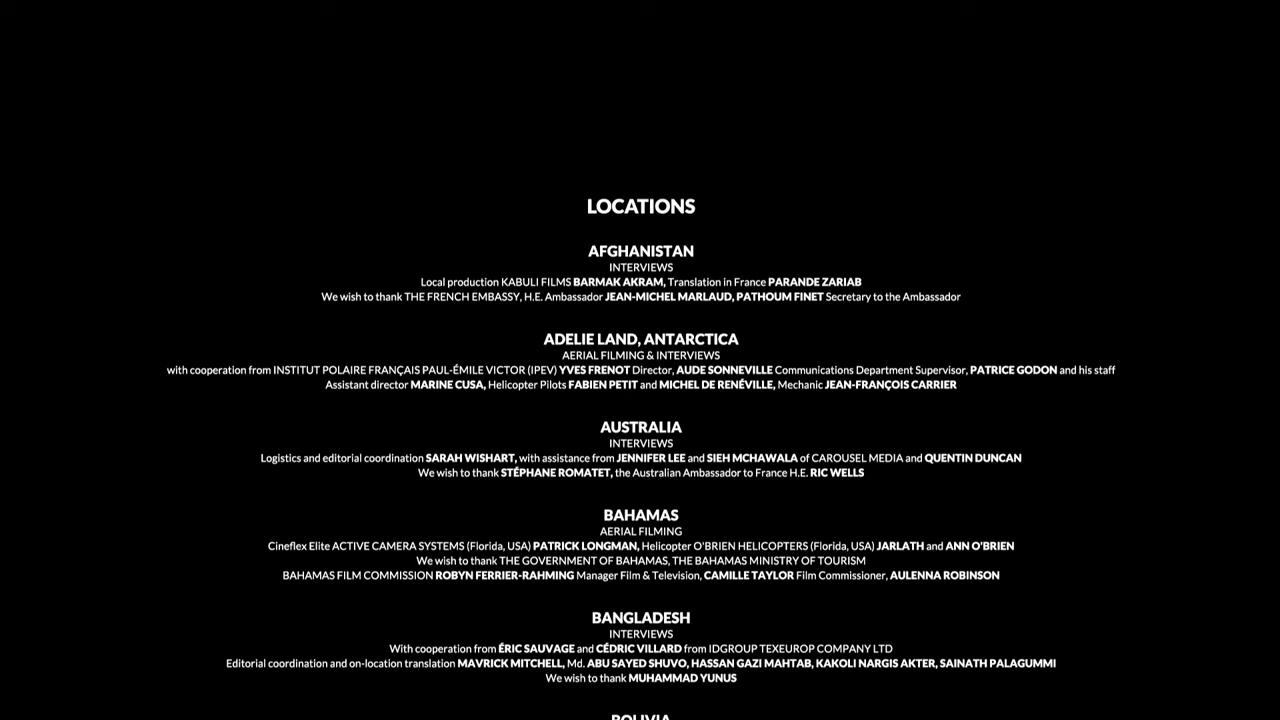 LOCATIONS
AFGHANISTAN
INTERVIEWS
Local production KABULI FILMS BARMAK AKRAM, Translation in France PARANDE ZARIAB
We wish to thank THE FRENCH EMBASSY, H.E. Ambassador JEAN-MICHEL MARLAUD, PATHOUM FINET Secretary to the Ambassador
ADELIE LAND, ANTARCTICA
AERIAL FILMING & INTERVIEWS
with cooperation from INSTITUT POLAIRE FRANÇAIS PAUL-ÉMILE VICTOR (IPEV) YVES FRENOT Director, AUDE SONNEVILLE Communications Department Supervisor, PATRICE GODON and his staff
Assistant director MARINE CUSA, Helicopter Pilots FABIEN PETIT and MICHEL DE RENÉVILLE, Mechanic JEAN-FRANÇOIS CARRIER
AUSTRALIA
INTERVIEWS
Logistics and editorial coordination SARAH WISHART, with assistance from JENNIFER LEE and SIEH MCHAWALA of CAROUSEL MEDIA and QUENTIN DUNCAN
We wish to thank STÉPHANE ROMATET, the Australian Ambassador to France H.E. RIC WELLS
BAHAMAS
AERIAL FILMING
Cineflex Elite ACTIVE CAMERA SYSTEMS (Florida, USA) PATRICK LONGMAN, Helicopter O'BRIEN HELICOPTERS (Florida, USA) JARLATH and ANN O'BRIEN
We wish to thank THE GOVERNMENT OF BAHAMAS, THE BAHAMAS MINISTRY OF TOURISM
BAHAMAS FILM COMMISSION ROBYN FERRIER-RAHMING Manager Film & Television, CAMILLE TAYLOR Film Commissioner, AULENNA ROBINSON
BANGLADESH
INTERVIEWS
With cooperation from ÉRIC SAUVAGE and CÉDRIC VILLARD from IDGROUP TEXEUROP COMPANY LTD
Editorial coordination and on-location translation MAVRICK MITCHELL, Md. ABU SAYED SHUVO, HASSAN GAZI MAHTAB, KAKOLI NARGIS AKTER, SAINATH PALAGUMMI
We wish to thank MUHAMMAD YUNUS
BOLIVIA